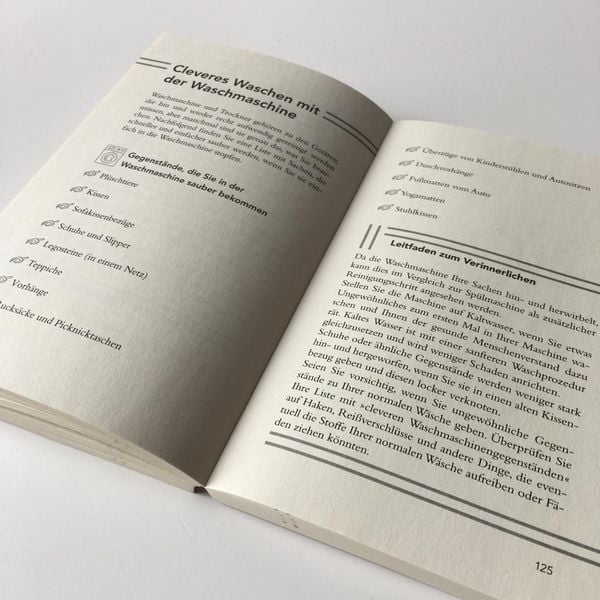 Cleveres Waschen mit
der Waschmaschine
Waschmaschine und Trockner gehören zu den Geräten,
die hin und wieder recht aufwendig gereinigt werden
müssen, aber manchmal sind sie genau das, was Sie brau-
chen. Nachfolgend finden Sie eine Liste mit Sachen, die
schneller und einfacher sauber werden, wenn Sie sie ein-
fach in die Waschmaschine stopfen.
Gegenstände, die Sie in der
Waschmaschine sauber bekommen
Plüschtiere
Kissen
Sofakissenbezüge
Schuhe und Slipper
Legosteine (in einem Netz)
Teppiche
Vorhänge
Rucksäcke und Picknicktaschen
Überzüge von Kinderstühlen und Autositzen
Duschvorhänge
Fußmatten vom Auto
Yogamatten
Stuhlkissen
Leitfaden zum Verinnerlichen
Da die Waschmaschine Ihre Sachen hin- und herwirbelt,
kann dies im Vergleich zur Spülmaschine als zusätzlicher
Reinigungsschritt angesehen werden.
Stellen Sie die Maschine auf Kaltwasser, wenn Sie etwas
Ungewöhnliches zum ersten Mal in Ihrer Maschine wa-
schen und Ihnen der gesunde Menschenverstand dazu
rät. Kaltes Wasser ist mit einer sanfteren Waschprozedur
gleichzusetzen und wird weniger Schaden anrichten.
Schuhe oder ähnliche Gegenstände werden weniger stark
hin- und hergeworfen, wenn Sie sie in einen alten Kissen-
bezug geben und diesen locker verknoten.
Seien Sie vorsichtig, wenn Sie ungewöhnliche Gegen-
stände zu Ihrer normalen Wäsche geben. Überprüfen Sie
Ihre Liste mit »cleveren Waschmaschinengegenständen«
auf Haken, Reißverschlüsse und andere Dinge, die even-
tuell die Stoffe Ihrer normalen Wäsche aufreiben oder Fä-
den ziehen könnten.
125